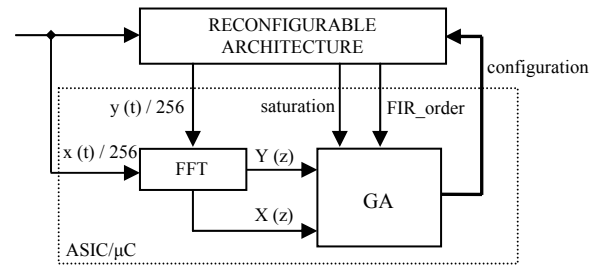 RECONFIGURABLE
ARCHITECTURE
configuration
y (t) / 256
saturation
FIR_order
x (t) / 256
FFT
Y (z)
X (z)
GA
ASIC/μC